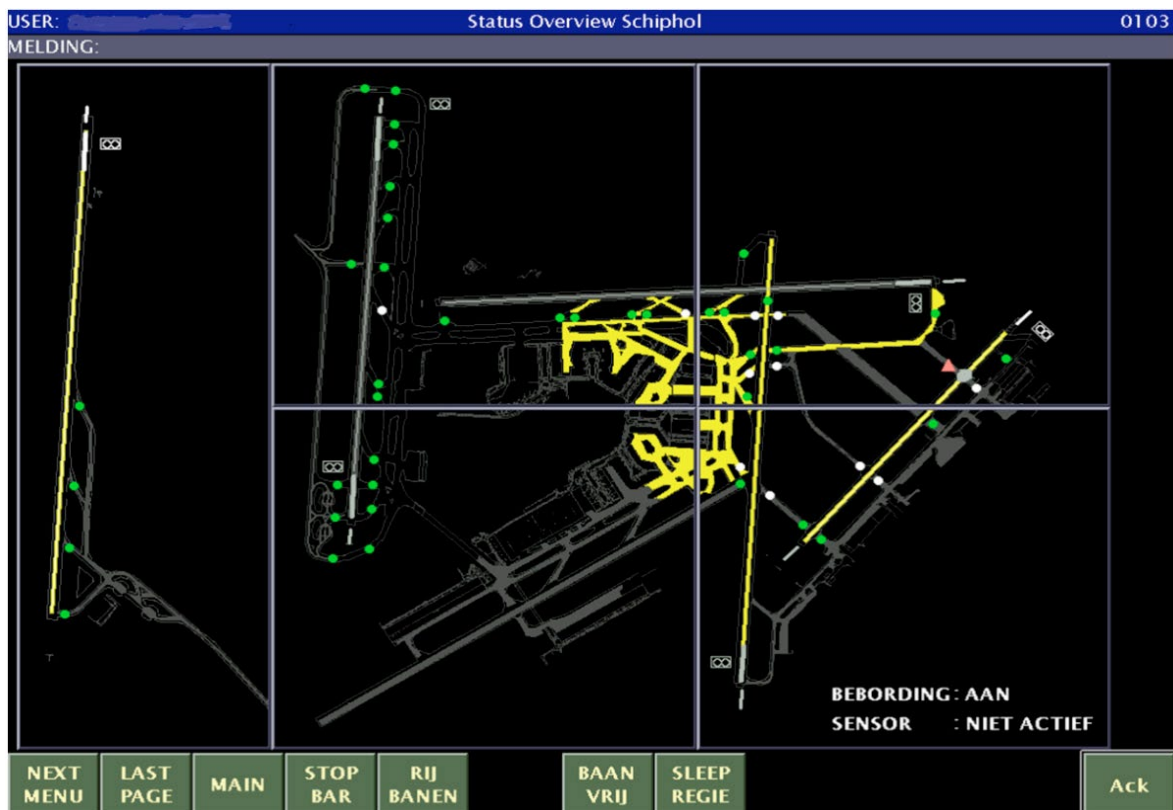 USER:
Status Overview Schiphol
0103
MELDING:
BEBORDING : AAN
SENSOR : NIET ACTIEF
NEXT MENU
LAST PAGE
MAIN
STOP BAR
RIJ BANEN
BAAN VRIJ
SLEEP REGIE
Ack